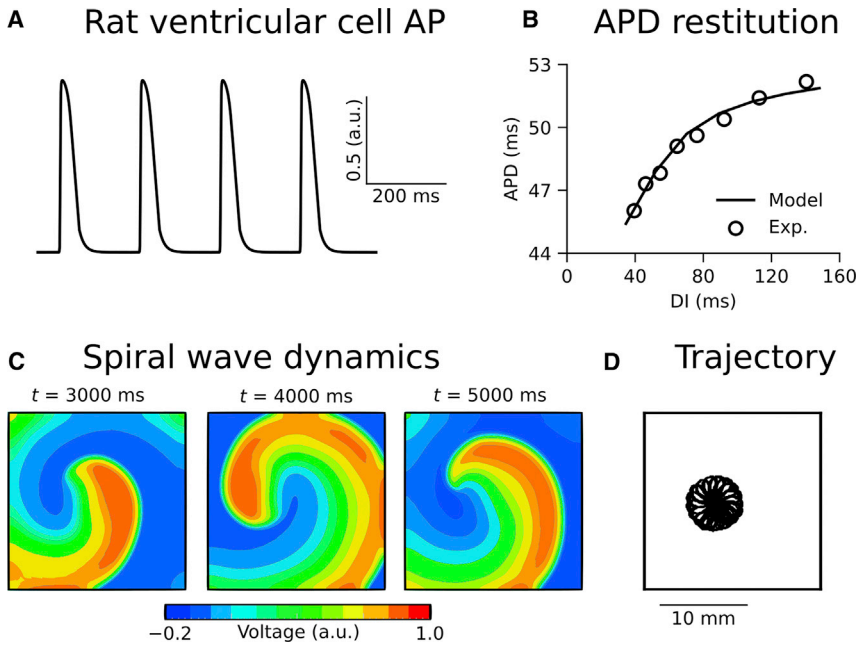 A Rat ventricular cell AP
0.5 (a.u.)
200 ms
B APD restitution
53
50
47
44
APD (ms)
Model
Exp.
0 40 80 120 160
DI (ms)
C Spiral wave dynamics
t = 3000 ms t = 4000 ms t = 5000 ms
−0.2 Voltage (a.u.) 1.0
D Trajectory
10 mm